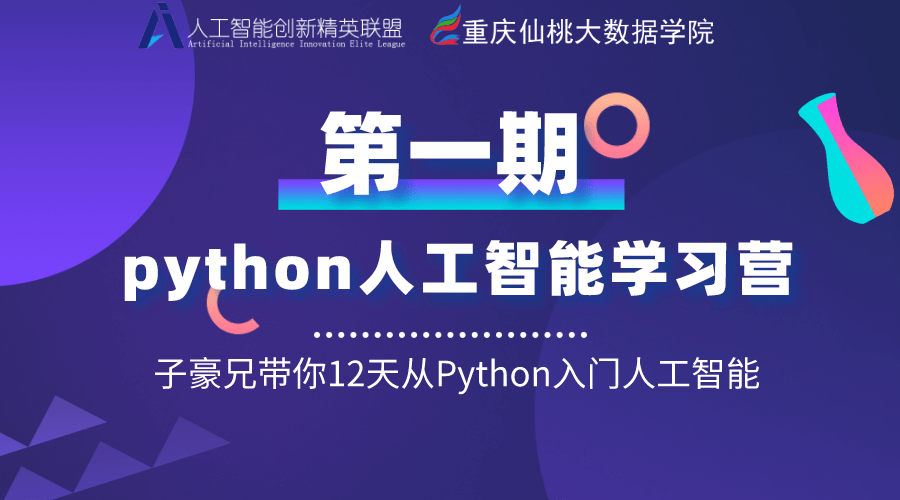 人工智能创新精英联盟
Artificial Intelligence Innovation Elite League
重庆仙桃大数据学院
第一期
python人工智能学习营
子豪兄带你12天从Python入门人工智能